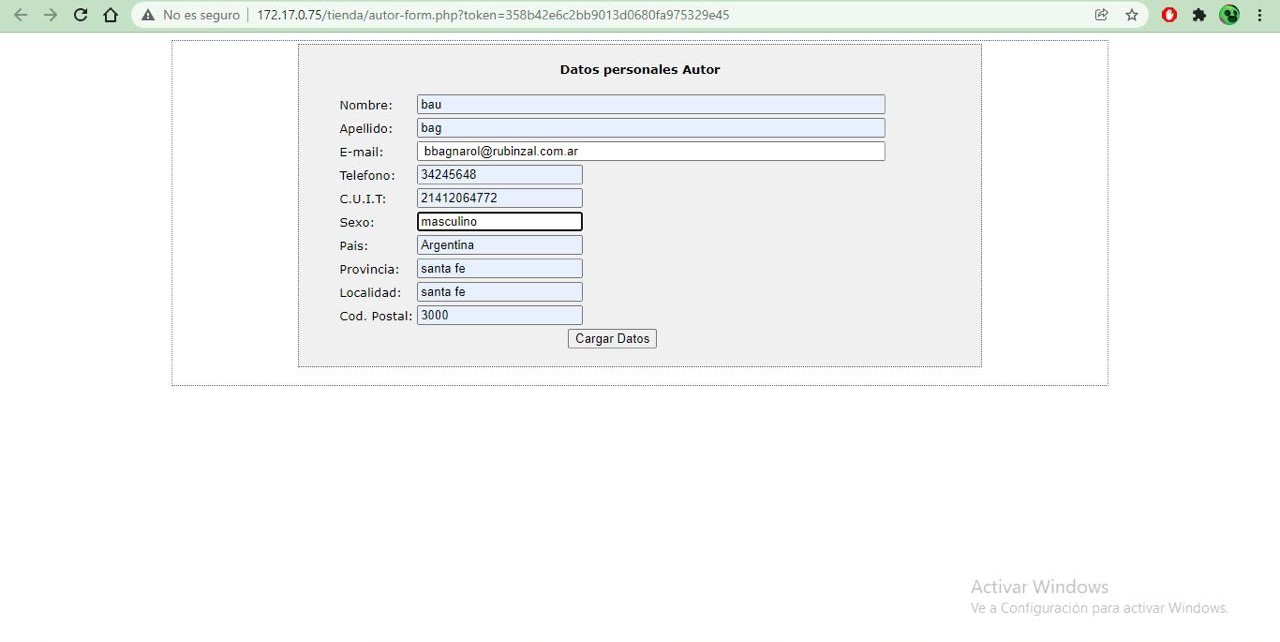 No es seguro | 172.17.0.75/tienda/autor-form.php?token=358b42e6c2bb9013d0680fa975329e45
Datos personales Autor
Nombre: bau
Apellido: bag
E-mail: bbagnarol@rubinzal.com.ar
Telefono: 34245648
C.U.I.T: 21412064772
Sexo: masculino
Pais: Argentina
Provincia: santa fe
Localidad: santa fe
Cod. Postal: 3000
Cargar Datos
Activar Windows
Ve a Configuración para activar Windows.